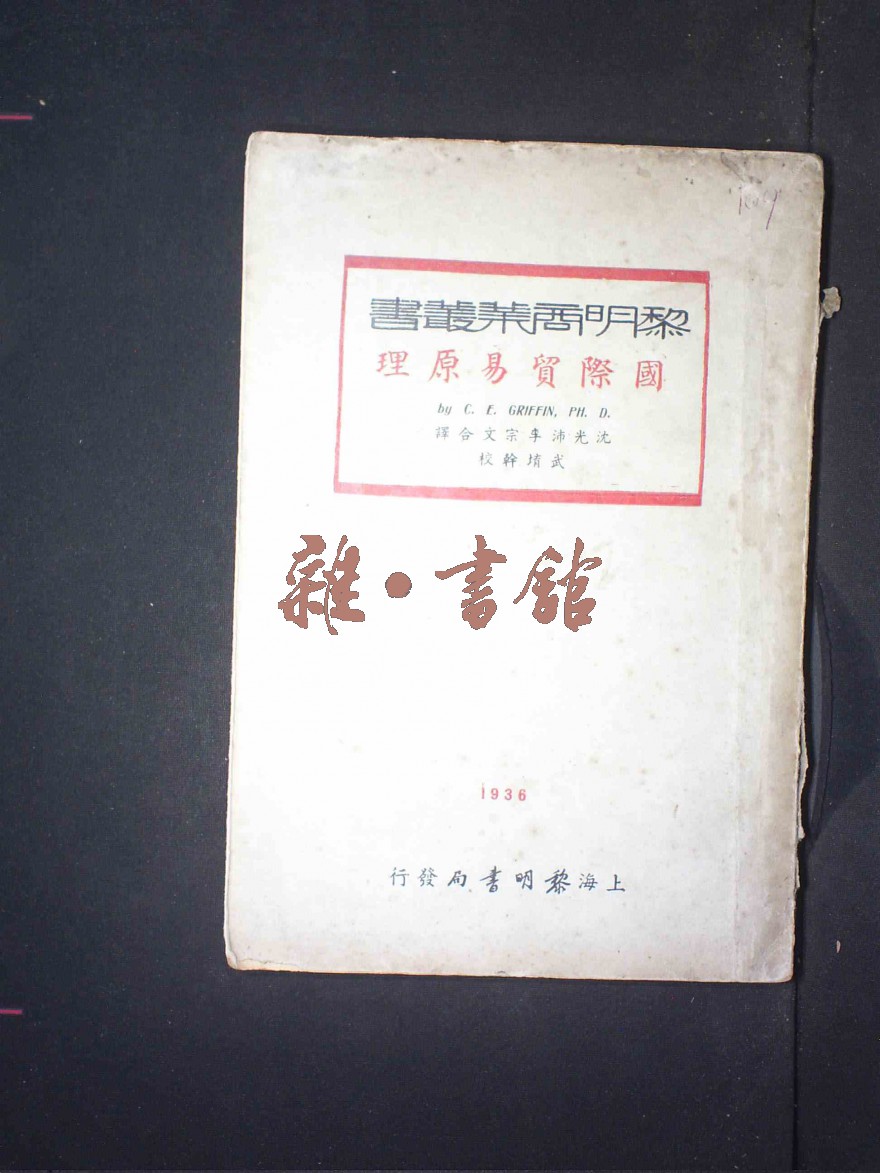 黎明商業叢書
國際貿易原理
by C. E. GRIFFIN, PH. D.
沈光沛李宗文合譯
武堉幹校
雜·書館
1936
上海黎明書局發行